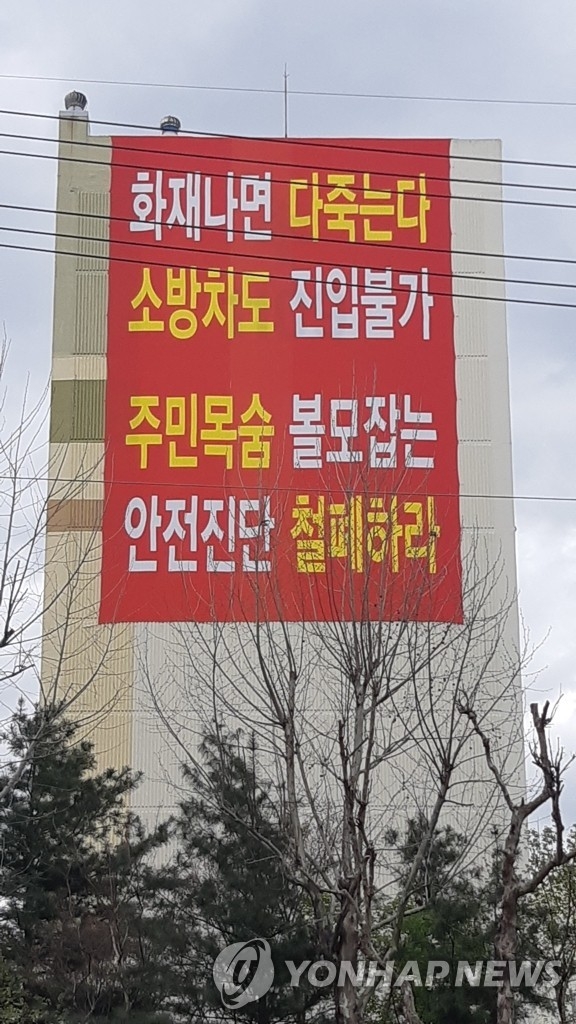 화재나면 다죽는다
소방차도 진입불가
주민목숨 볼모잡는
안전진단 철폐하라
YONHAP NEWS